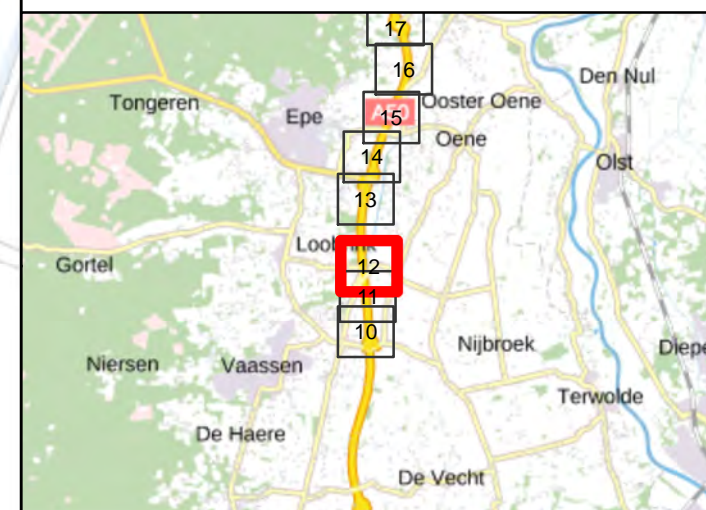 17
16
Den Nul
Tongeren
Epe
A50
15
Ooster Oene
14
Oene
Olst
13
12
Gortel
11
10
Niersen
Vaassen
Nijbroek
Terwolde
De Haere
De Vecht